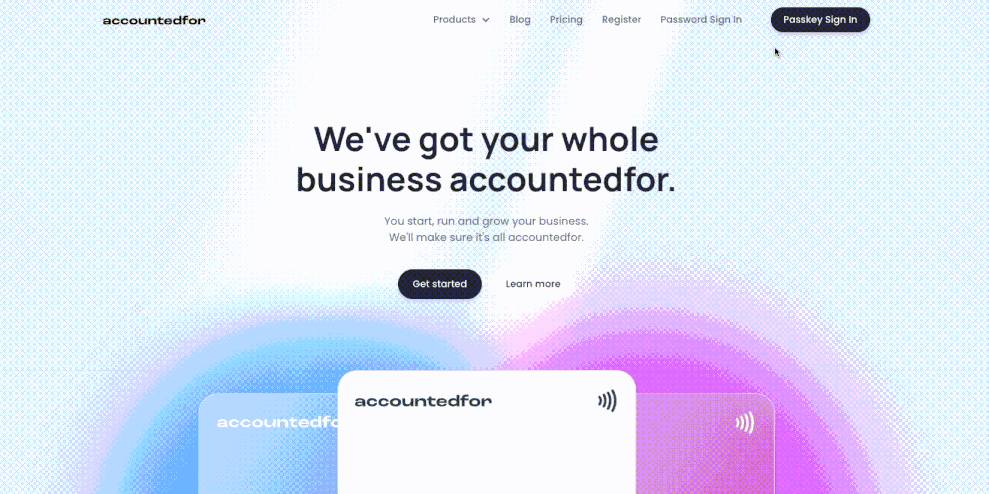 accountedfor
Products
Blog
Pricing
Register
Password Sign In
Passkey Sign In
We've got your whole
business accountedfor.
You start, run and grow your business.
We'll make sure it's all accountedfor.
Get started
Learn more
accountedfor
accountedfo